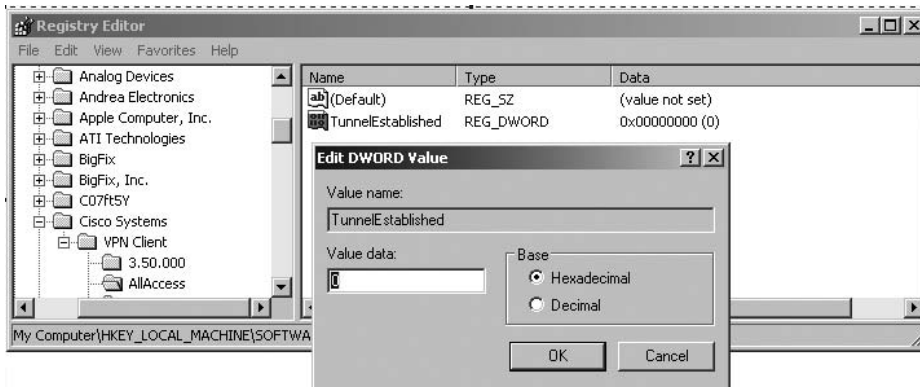 Registry Editor
File Edit View Favorites Help
Analog Devices
Andrea Electronics
Apple Computer, Inc.
ATI Technologies
BigFix
BigFix, Inc.
C07ft5Y
Cisco Systems
VPN Client
3.50.000
AllAccess
Name Type Data
(Default) REG_SZ (value not set)
TunnelEstablished REG_DWORD 0x00000000 (0)
Edit DWORD Value
Value name:
TunnelEstablished
Value data:
0
Base
Hexadecimal
Decimal
OK Cancel
My Computer\HKEY_LOCAL_MACHINE\SOFTWA